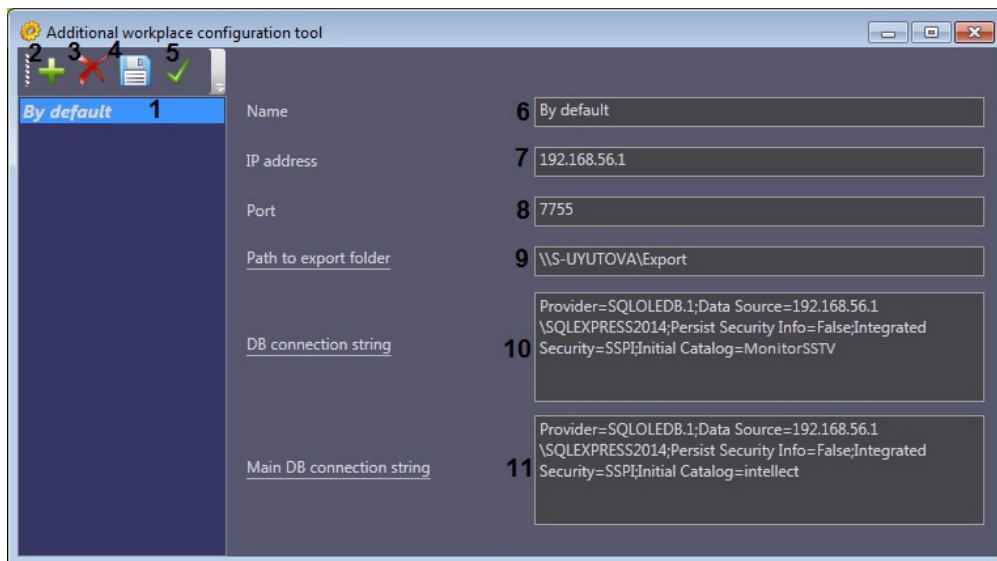 Additional workplace configuration tool
2 3 4 5
By default 1
Name 6 By default
IP address 7 192.168.56.1
Port 8 7755
Path to export folder 9 \\S-UYUTOVA\Export
Provider=SQLOLEDB.1;Data Source=192.168.56.1
\SQLEXPRESS2014;Persist Security Info=False;Integrated
DB connection string 10 Security=SSPI;Initial Catalog=MonitorSSTV
Provider=SQLOLEDB.1;Data Source=192.168.56.1
\SQLEXPRESS2014;Persist Security Info=False;Integrated
Main DB connection string 11 Security=SSPI;Initial Catalog=intellect